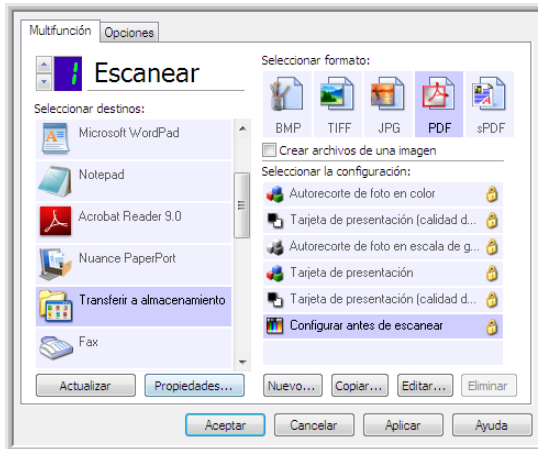 Multifunción
Opciones
1
Escanear
Seleccionar destinos:
Microsoft WordPad
Notepad
Acrobat Reader 9.0
Nuance PaperPort
Transferir a almacenamiento
Fax
Actualizar
Propiedades...
Seleccionar formato:
BMP
TIFF
JPG
PDF
sPDF
Crear archivos de una imagen
Seleccionar la configuración:
Autorecorte de foto en color
Tarjeta de presentación (calidad d...
Autorecorte de foto en escala de g...
Tarjeta de presentación
Tarjeta de presentación (calidad d...
Configurar antes de escanear
Nuevo...
Copiar...
Editar...
Eliminar
Aceptar
Cancelar
Aplicar
Ayuda